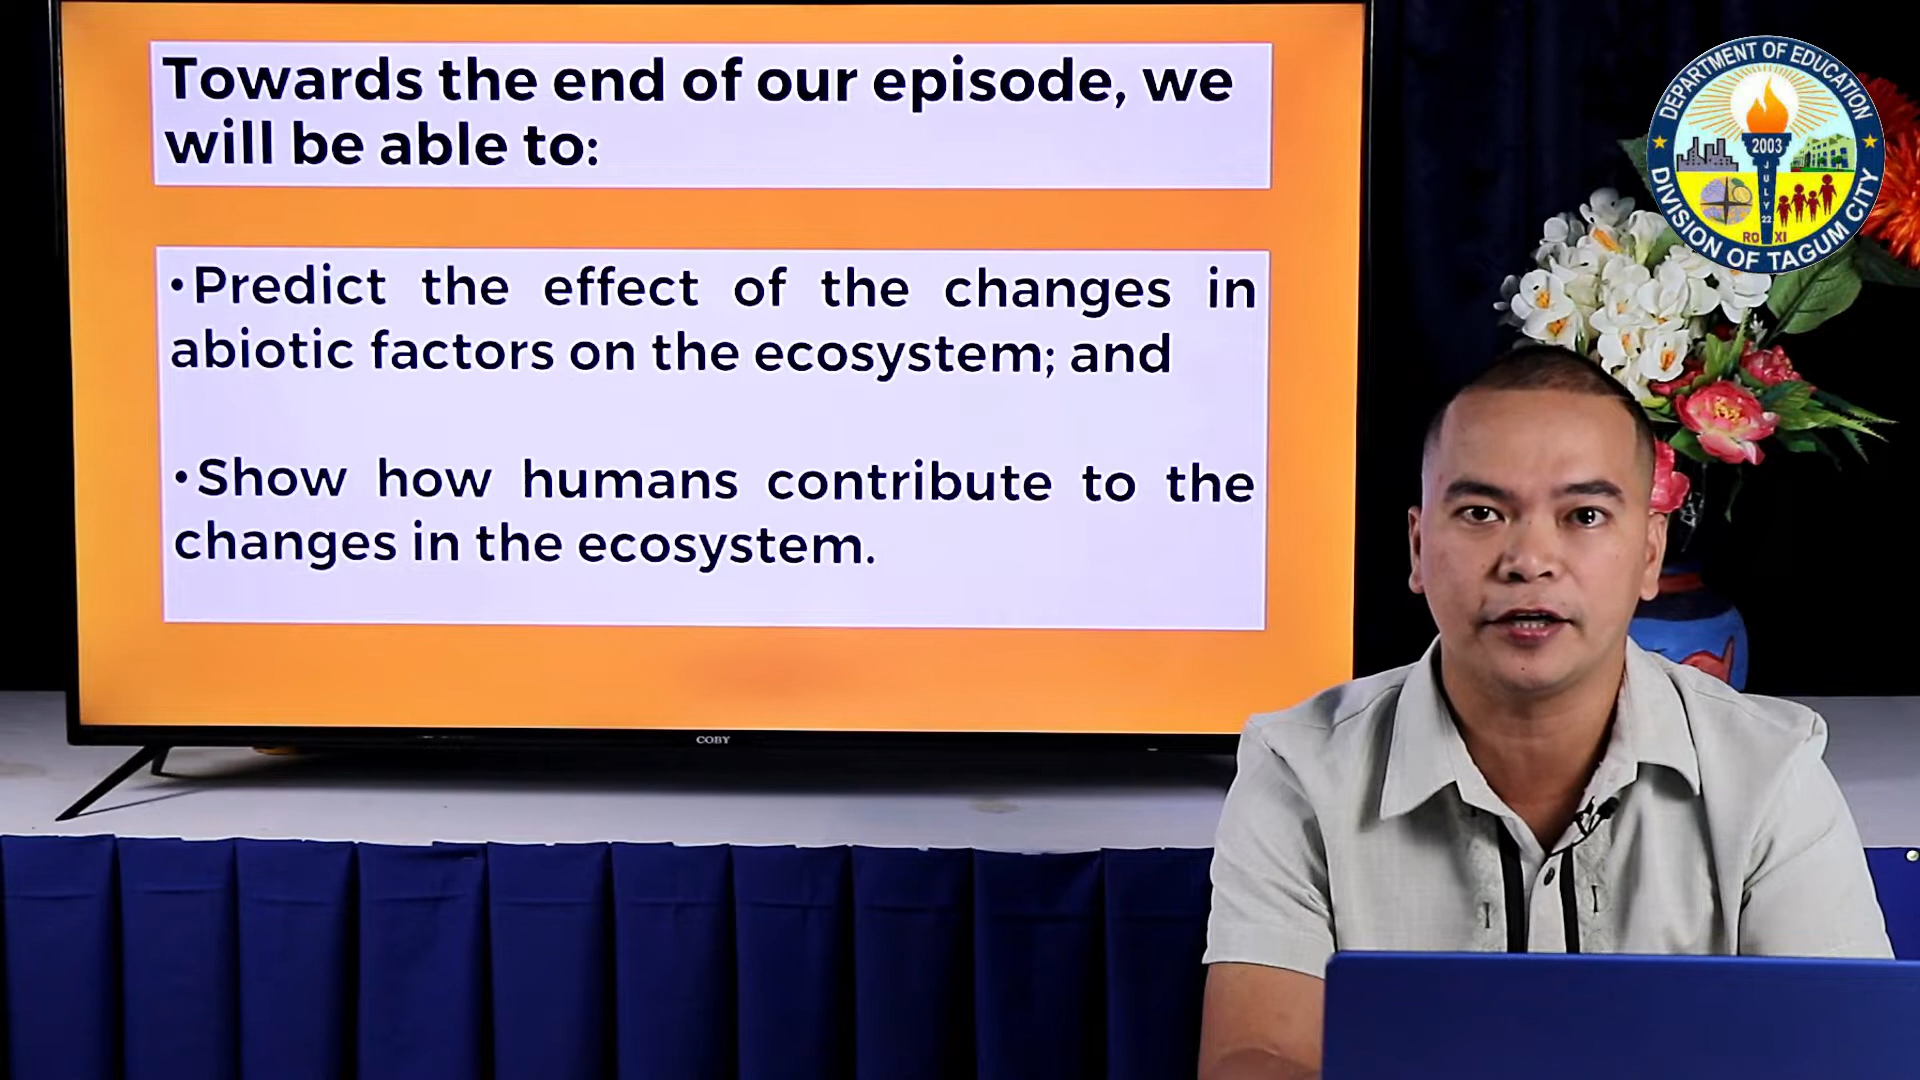 Towards the end of our episode, we
will be able to:
•Predict the effect of the changes in
abiotic factors on the ecosystem; and
•Show how humans contribute to the
changes in the ecosystem.
COBY
DEPARTMENT OF EDUCATION
2003
JULY
22
RO XI
DIVISION OF TAGUM CITY